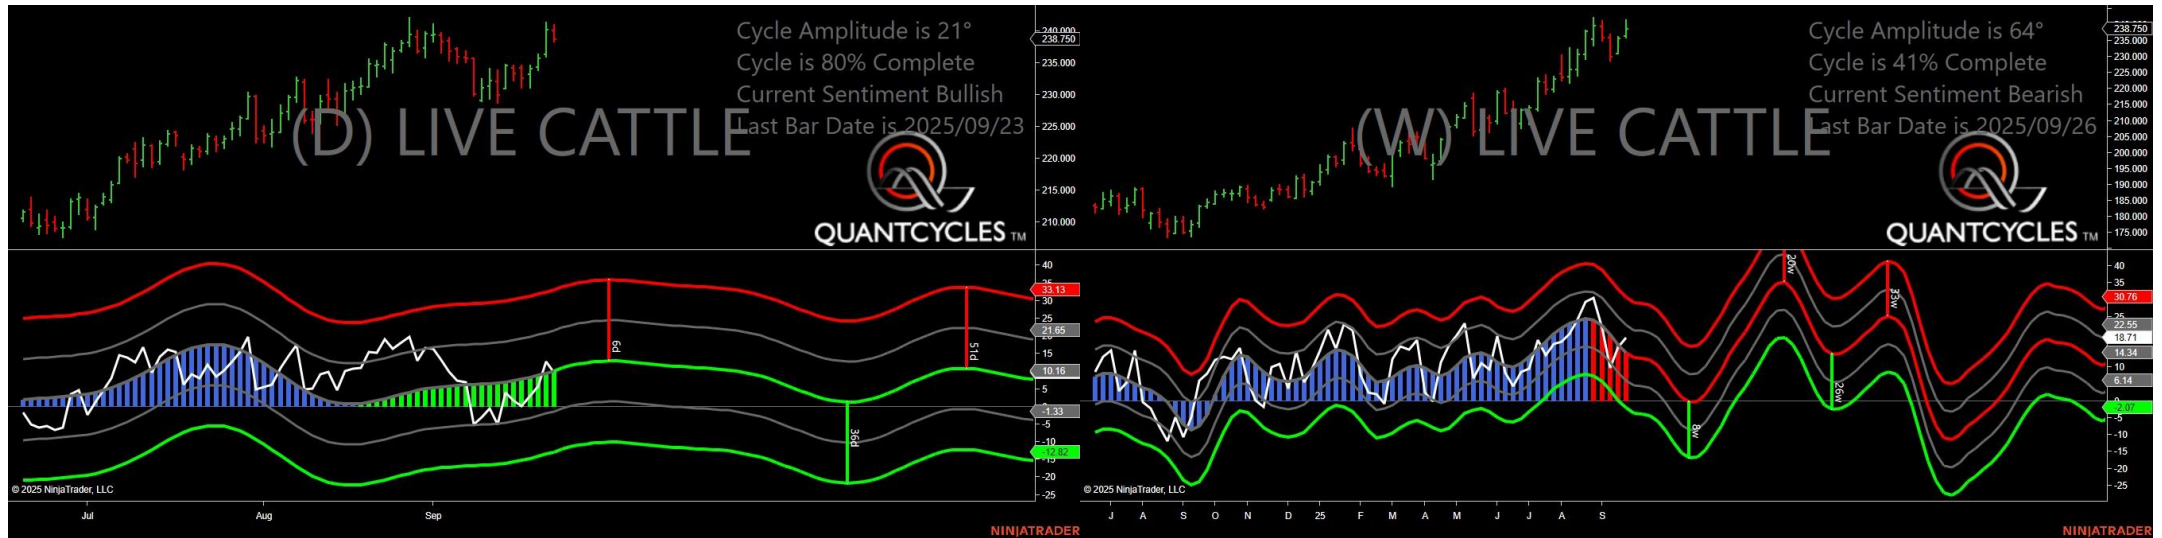 Cycle Amplitude is 21°
Cycle is 80% Complete
Current Sentiment Bullish
Last Bar Date is 2025/09/23
(D) LIVE CATTLE
QUANTCYCLES TM
240.000
238.750
235.000
230.000
225.000
220.000
215.000
210.000
40
33.13
30
25
21.65
15
10.16
5
-1.33
-5
-10
-12.82
-20
-25
6d
36d
51d
© 2025 NinjaTrader, LLC
Jul Aug Sep
NINJATRADER
Cycle Amplitude is 64°
Cycle is 41% Complete
Current Sentiment Bearish
Last Bar Date is 2025/09/26
(W) LIVE CATTLE
QUANTCYCLES TM
238.750
235.000
230.000
225.000
220.000
215.000
210.000
205.000
200.000
195.000
190.000
185.000
180.000
175.000
40
35
30.76
25
22.55
18.71
14.34
10
6.14
-2.07
-5
-10
-15
-20
-25
8w
20w
26w
33w
© 2025 NinjaTrader, LLC
J A S O N D 25 F M A M J J A S
NINJATRADER